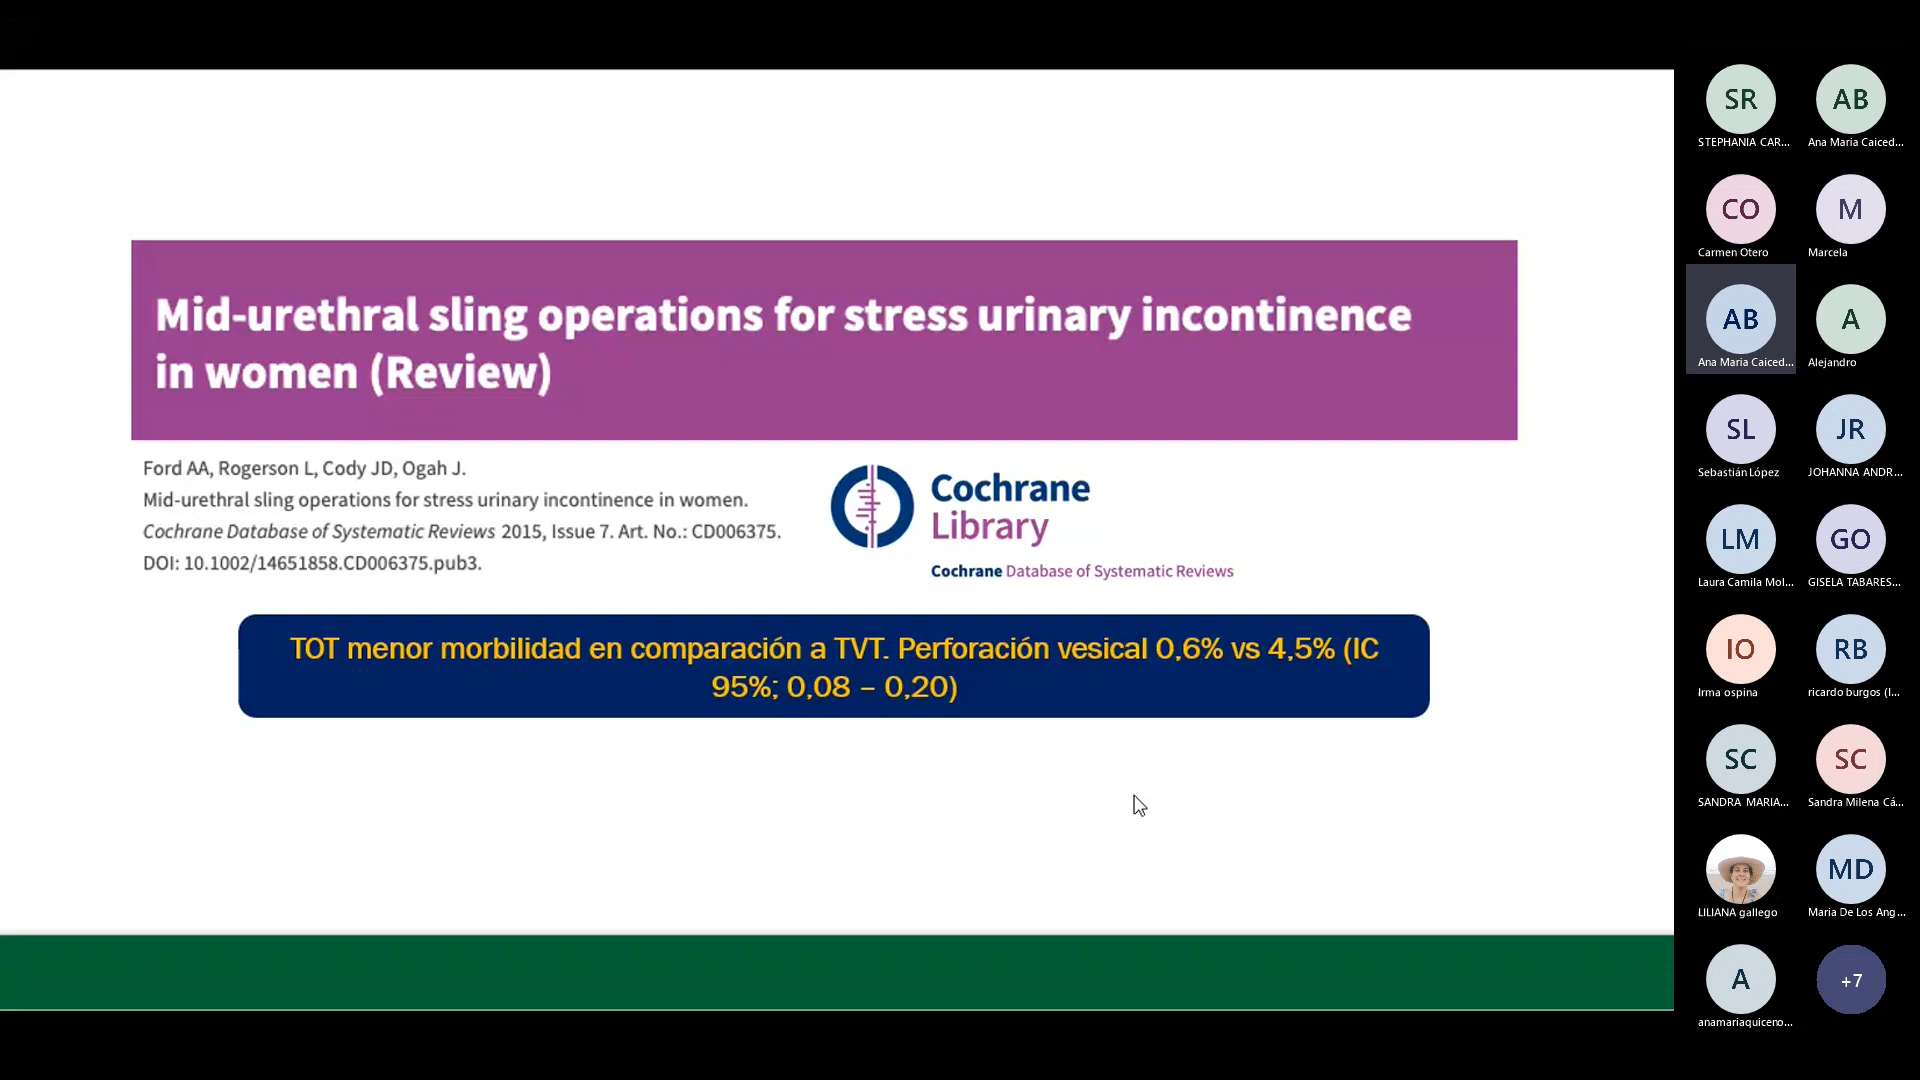 Mid-urethral sling operations for stress urinary incontinence
in women (Review)
Ford AA, Rogerson L, Cody JD, Ogah J.
Mid-urethral sling operations for stress urinary incontinence in women.
Cochrane Database of Systematic Reviews 2015, Issue 7. Art. No.: CD006375.
DOI: 10.1002/14651858.CD006375.pub3.
Cochrane
Library
Cochrane Database of Systematic Reviews
TOT menor morbilidad en comparación a TVT. Perforación vesical 0,6% vs 4,5% (IC
95%; 0,08 – 0,20)
SR
AB
STEPHANIA CAR...
Ana Maria Caiced...
CO
M
Carmen Otero
Marcela
AB
A
Ana Maria Caiced...
Alejandro
SL
JR
Sebastián López
JOHANNA ANDR...
LM
GO
Laura Camila Mol...
GISELA TABARES...
IO
RB
Irma ospina
ricardo burgos (I...
SC
SC
SANDRA MARIA...
Sandra Milena Cá...
MD
LILIANA gallego
Maria De Los Ang...
A
+7
anamariaquiceno...